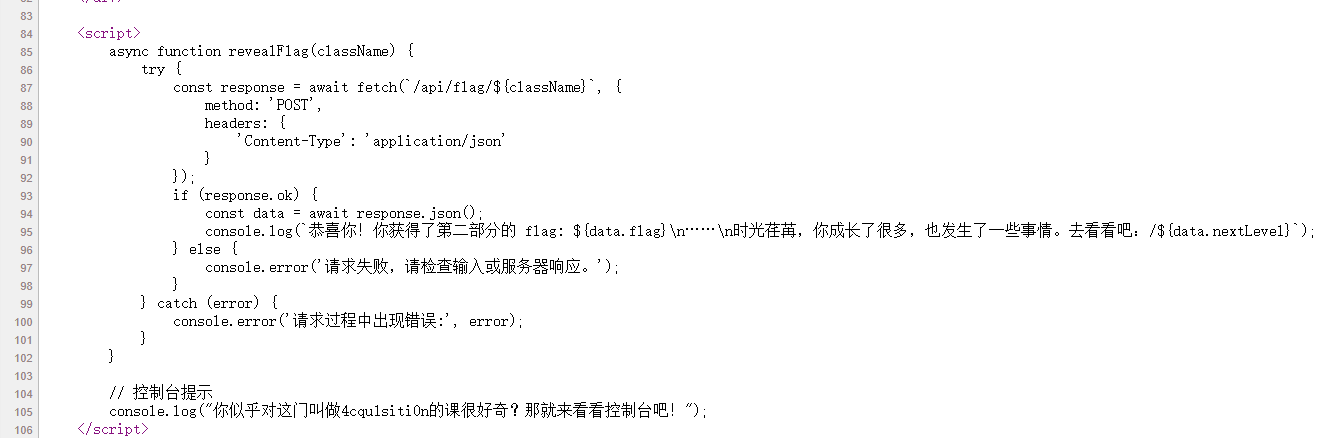 83
84 <script>
85 async function revealFlag(className) {
86 try {
87 const response = await fetch(`/api/flag/${className}`, {
88 method: 'POST',
89 headers: {
90 'Content-Type': 'application/json'
91 }
92 });
93 if (response.ok) {
94 const data = await response.json();
95 console.log(`恭喜你！你获得了第二部分的 flag: ${data.flag}\n……\n时光荏苒，你成长了很多，也发生了一些事情。去看看吧：/${data.nextLevel}`);
96 } else {
97 console.error('请求失败，请检查输入或服务器响应。');
98 }
99 } catch (error) {
100 console.error('请求过程中出现错误:', error);
101 }
102 }
103
104 // 控制台提示
105 console.log("你似乎对这门叫做4cqu1siti0n的课很好奇？那就来看看控制台吧！");
106 </script>